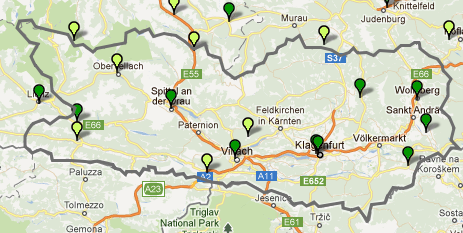 Knittelfeld
Murau
Judenburg
S37
Obervellach
E55
E66
Wolfsberg
Lienz
Spittal an
der Drau
Sankt Andrä
Feldkirchen
in Kärnten
E66
Paternion
Klagenfurt
Völkermarkt
Villach
Paluzza
A2
A11
E652
Ravne na
Koroškem
A23
Jesenice
Tolmezzo
Triglav
National Park
Tržič
E61
Gemona